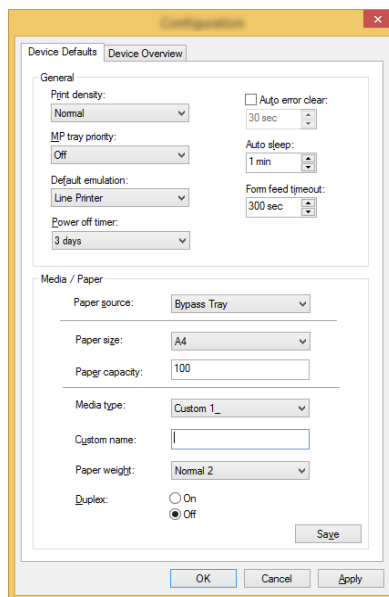 Configuration
Device Defaults Device Overview
General
Print density:
Normal
MP tray priority:
Off
Default emulation:
Line Printer
Power off timer:
3 days
Auto error clear:
30 sec
Auto sleep:
1 min
Form feed timeout:
300 sec
Media / Paper
Paper source: Bypass Tray
Paper size: A4
Paper capacity: 100
Media type: Custom 1_
Custom name:
Paper weight: Normal 2
Duplex: On
Off
Save
OK Cancel Apply